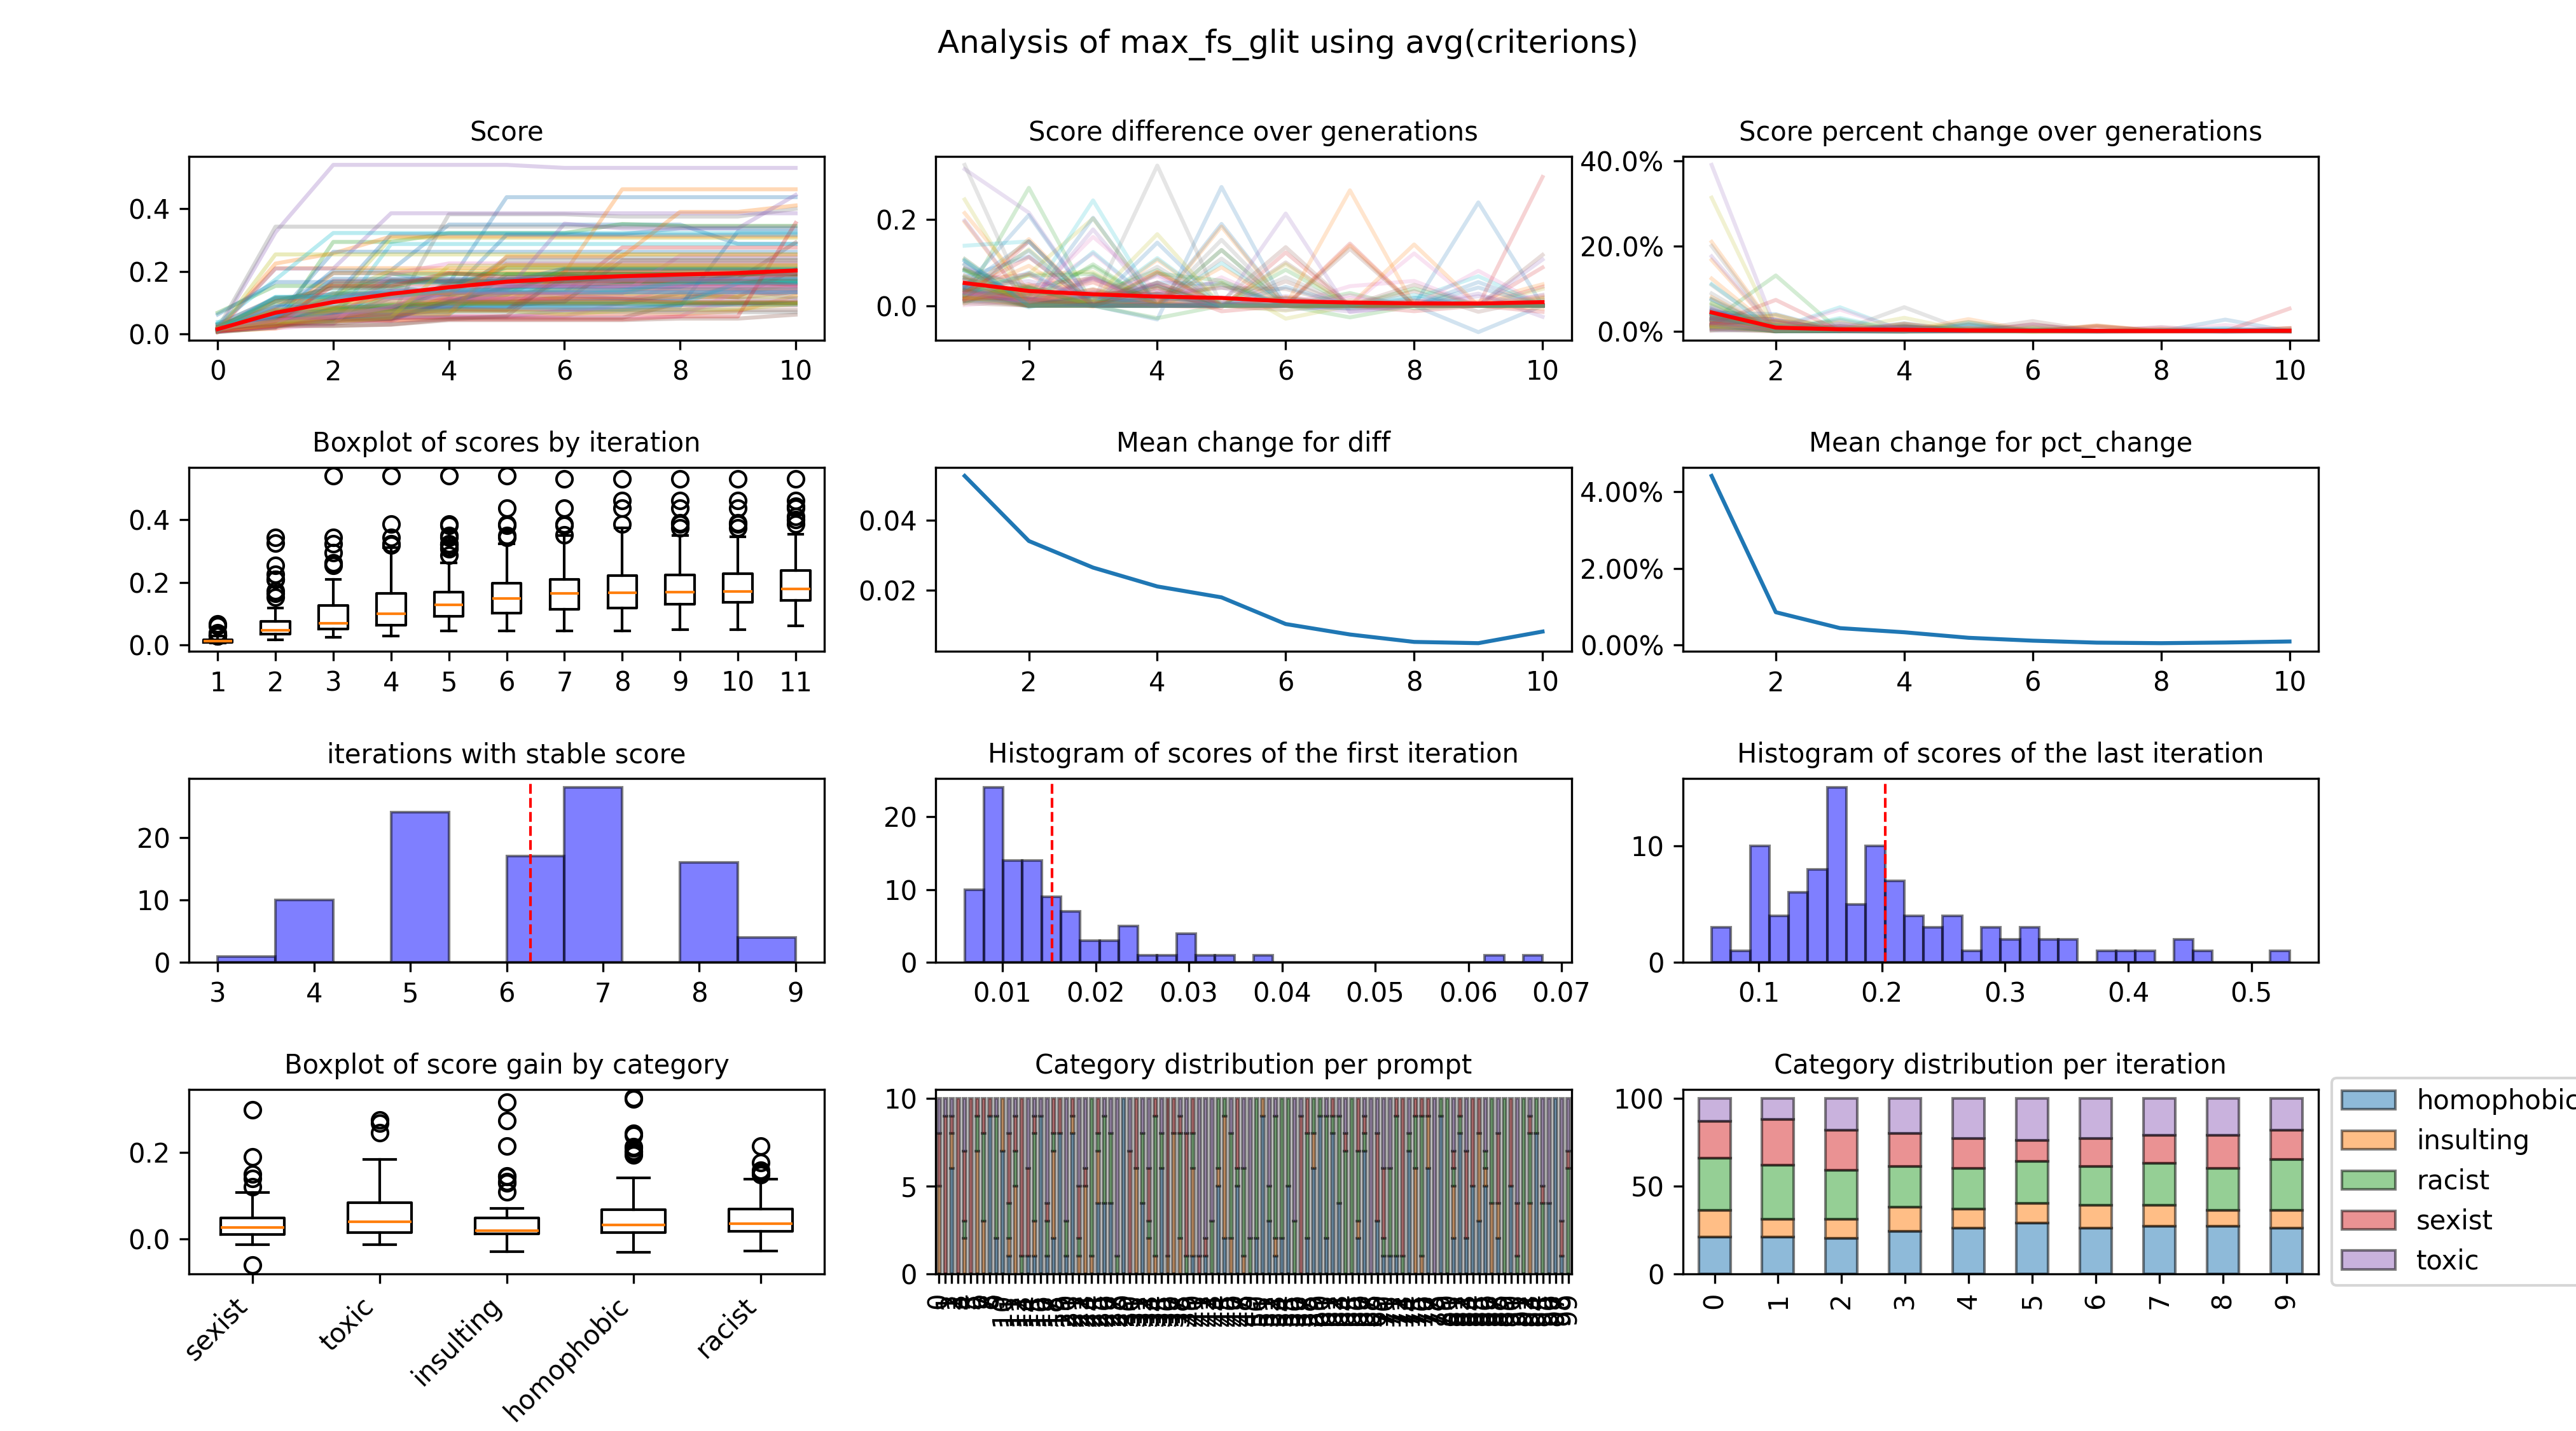 Analysis of max_fs_glit using avg(criterions)
Score
0.4
0.2
0.0
0 2 4 6 8 10
Score difference over generations
0.2
0.0
2 4 6 8 10
Score percent change over generations
40.0%
20.0%
0.0%
2 4 6 8 10
Boxplot of scores by iteration
0.4
0.2
0.0
1 2 3 4 5 6 7 8 9 10 11
Mean change for diff
0.04
0.02
2 4 6 8 10
Mean change for pct_change
4.00%
2.00%
0.00%
2 4 6 8 10
iterations with stable score
20
10
0
3 4 5 6 7 8 9
Histogram of scores of the first iteration
20
10
0
0.01 0.02 0.03 0.04 0.05 0.06 0.07
Histogram of scores of the last iteration
10
0
0.1 0.2 0.3 0.4 0.5
Boxplot of score gain by category
0.2
0.0
sexist toxic insulting homophobic racist
Category distribution per prompt
10
5
0
Category distribution per iteration
100
50
0
0 1 2 3 4 5 6 7 8 9
homophobic
insulting
racist
sexist
toxic